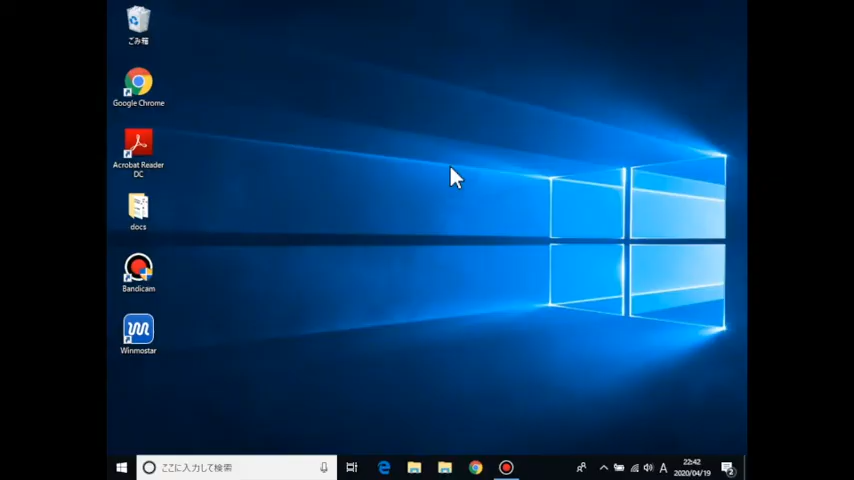 ごみ箱
Google Chrome
Acrobat Reader
DC
docs
Bandicam
Winmostar
ここに入力して検索
A
22:42
2020/04/19
2